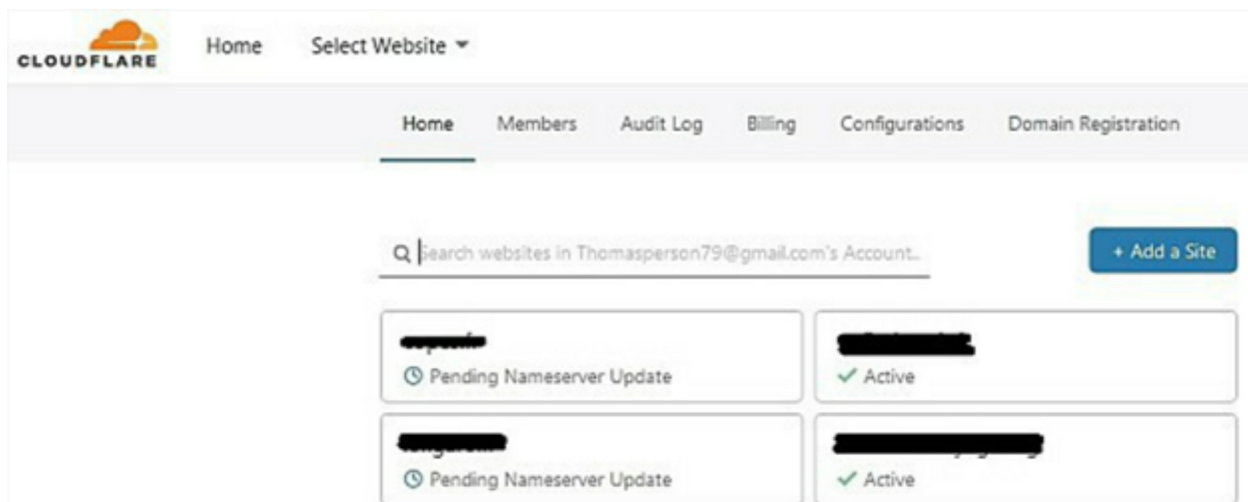 CLOUDFLARE Home Select Website
Home Members Audit Log Billing Configurations Domain Registration
Search websites in Thomasperson79@gmail.com's Account..
+ Add a Site
Pending Nameserver Update
Active
Pending Nameserver Update
Active